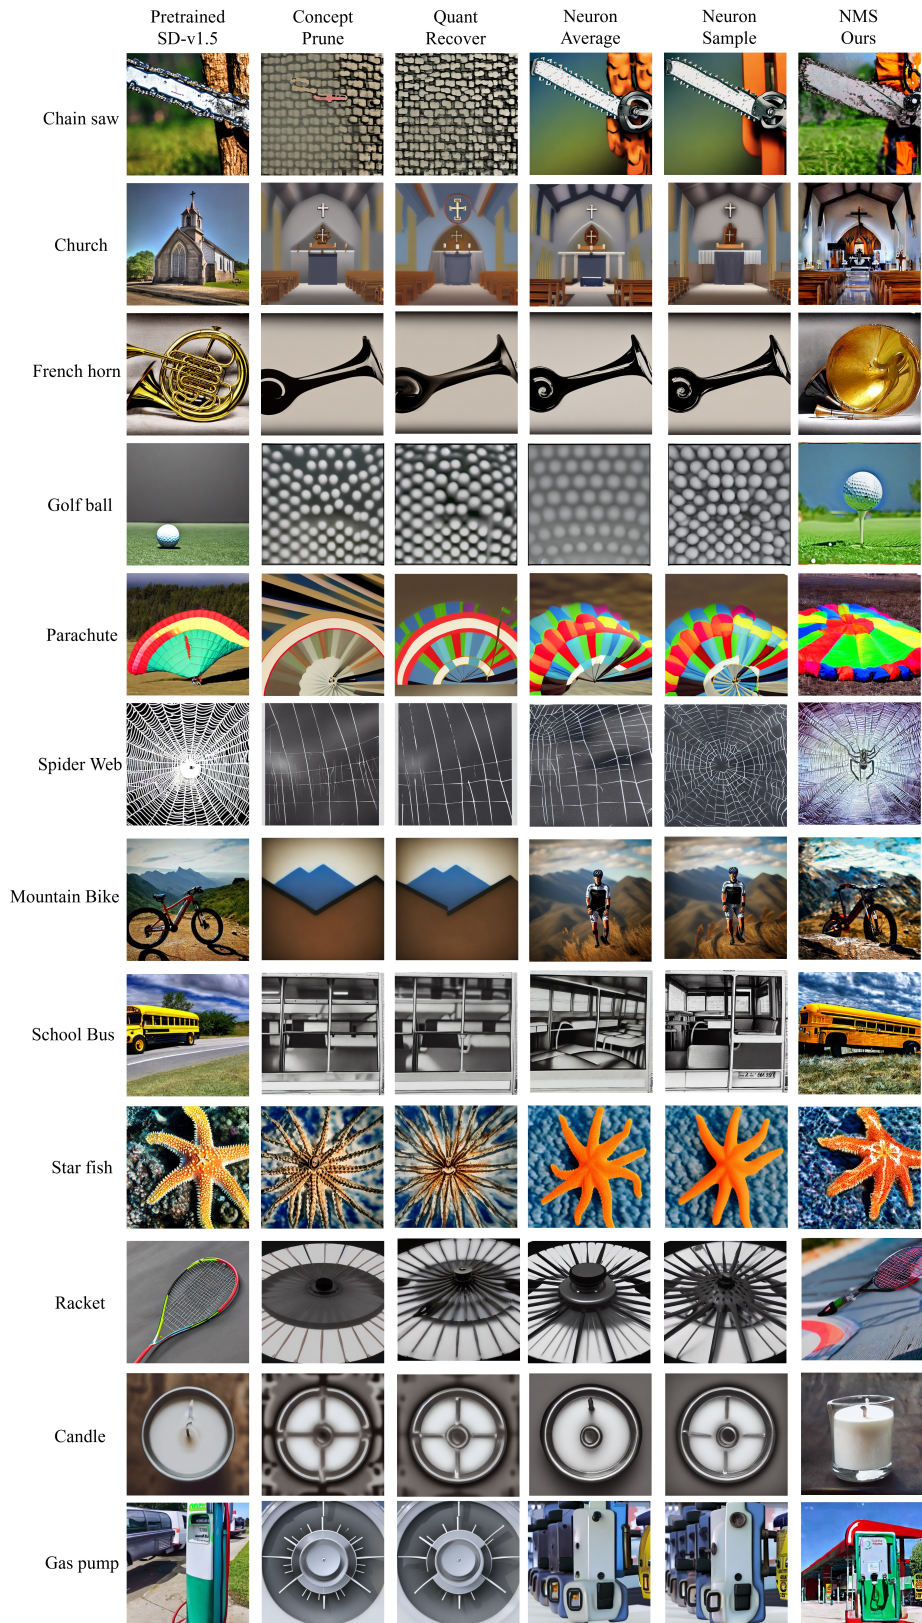 Pretrained
SD-v1.5
Concept
Prune
Quant
Recover
Neuron
Average
Neuron
Sample
NMS
Ours
Chain saw
Church
French horn
Golf ball
Parachute
Spider Web
Mountain Bike
School Bus
Star fish
Racket
Candle
Gas pump